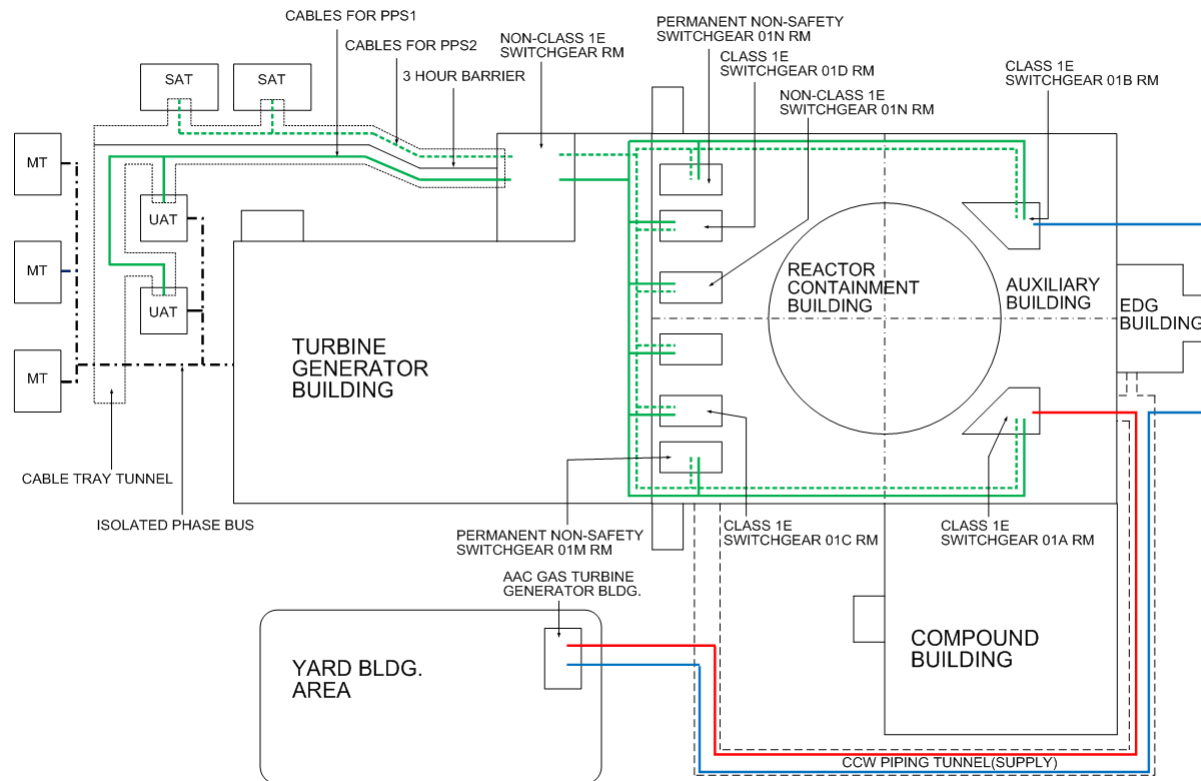 CABLES FOR PPS1
CABLES FOR PPS2
3 HOUR BARRIER
NON-CLASS 1E
SWITCHGEAR RM
PERMANENT NON-SAFETY
SWITCHGEAR 01N RM
CLASS 1E
SWITCHGEAR 01D RM
NON-CLASS 1E
SWITCHGEAR 01N RM
CLASS 1E
SWITCHGEAR 01B RM
SAT
SAT
MT
MT
MT
UAT
UAT
TURBINE
GENERATOR
BUILDING
REACTOR
CONTAINMENT
BUILDING
AUXILIARY
BUILDING
EDG
BUILDING
CABLE TRAY TUNNEL
ISOLATED PHASE BUS
PERMANENT NON-SAFETY
SWITCHGEAR 01M RM
CLASS 1E
SWITCHGEAR 01C RM
CLASS 1E
SWITCHGEAR 01A RM
AAC GAS TURBINE
GENERATOR BLDG.
YARD BLDG.
AREA
COMPOUND
BUILDING
CCW PIPING TUNNEL(SUPPLY)